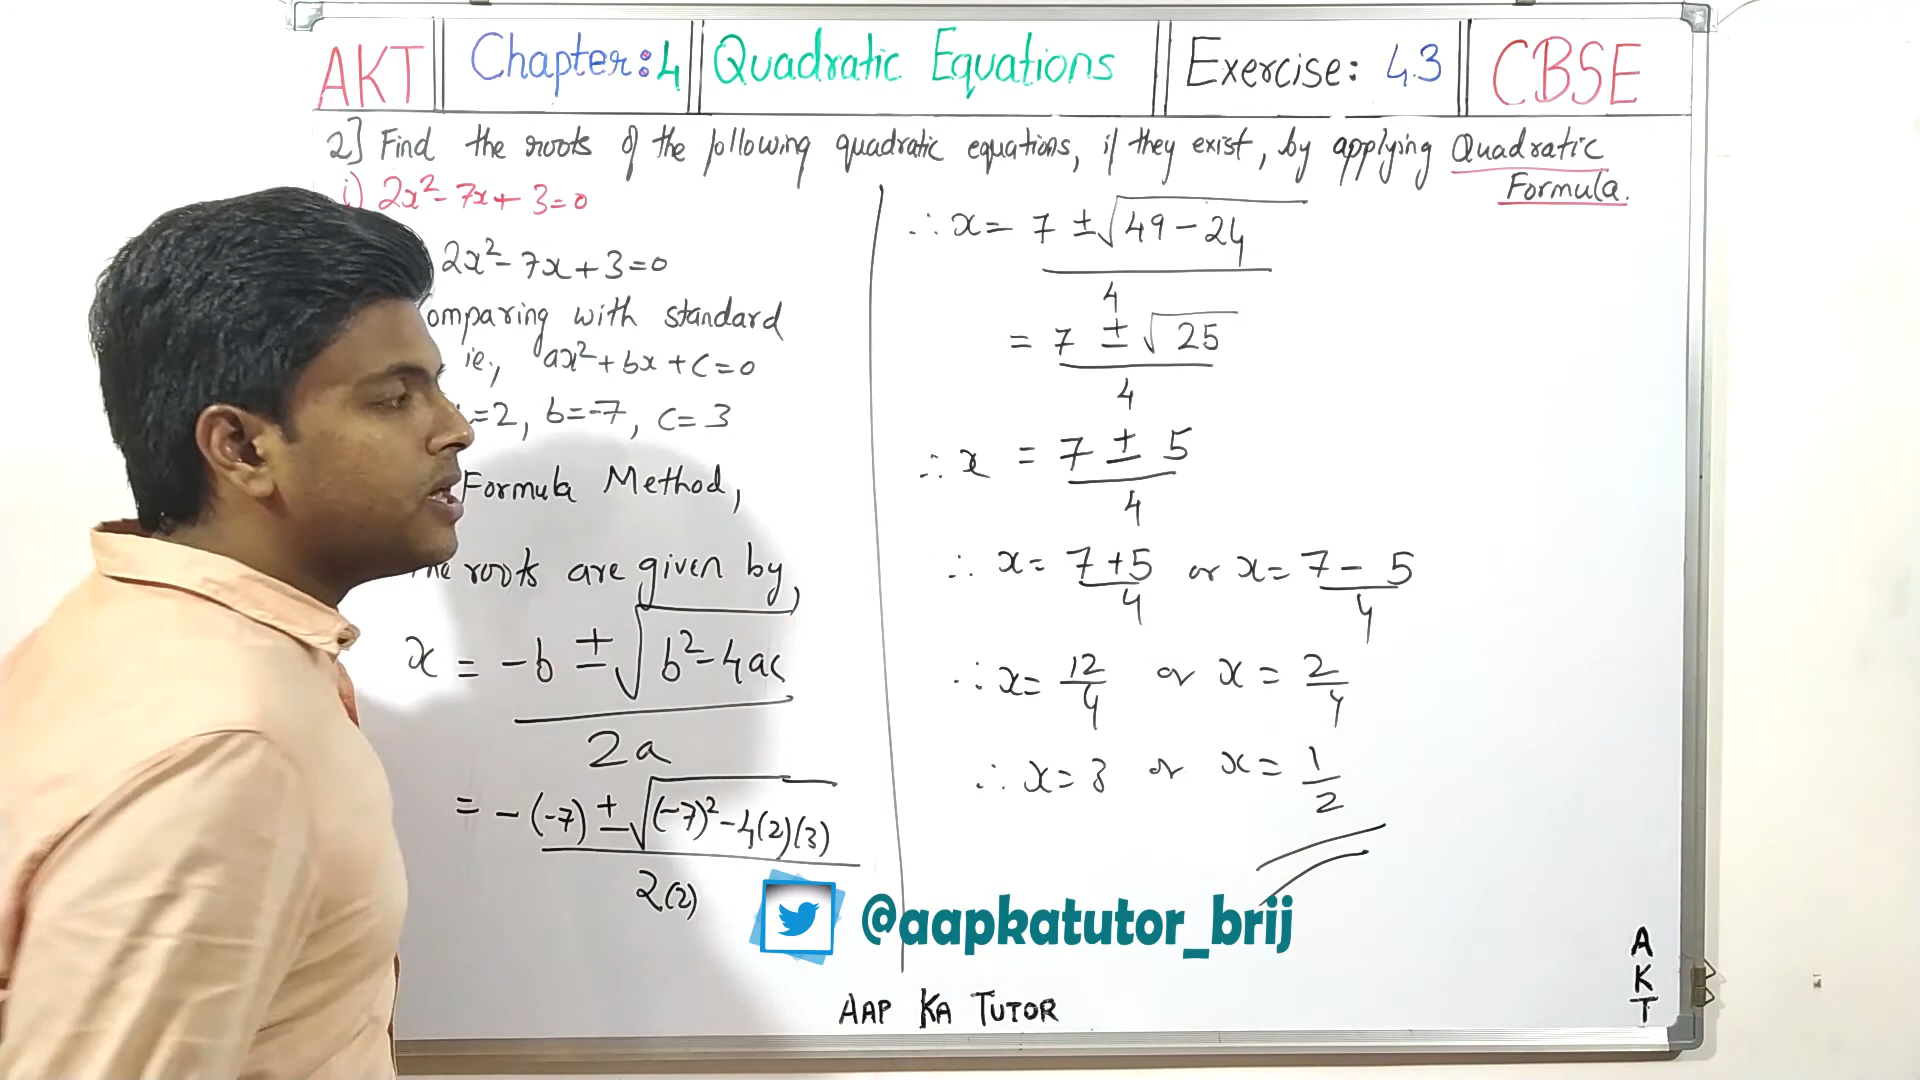 AKT Chapter:4 Quadratic Equations Exercise: 4.3 CBSE
2] Find the roots of the following quadratic equations, if they exist, by applying Quadratic
Formula.
i) 2x² - 7x + 3 = 0
2x² - 7x + 3 = 0
omparing with standard
ie., ax² + bx + c = 0
=2, b=-7, c= 3
Formula Method,
roots are given by,
x = -b ± √b² - 4ac
2a
= -(-7) ± √(-7)² - 4(2)(3)
2(2)
∴ x = 7 ± √49 - 24
4
= 7 ± √25
4
∴ x = 7 ± 5
4
∴ x = 7 + 5 or x = 7 - 5
4 4
∴ x = 12/4 or x = 2/4
∴ x = 3 or x = 1/2
@aapkatutor_brij
AAP KA TUTOR
AKT